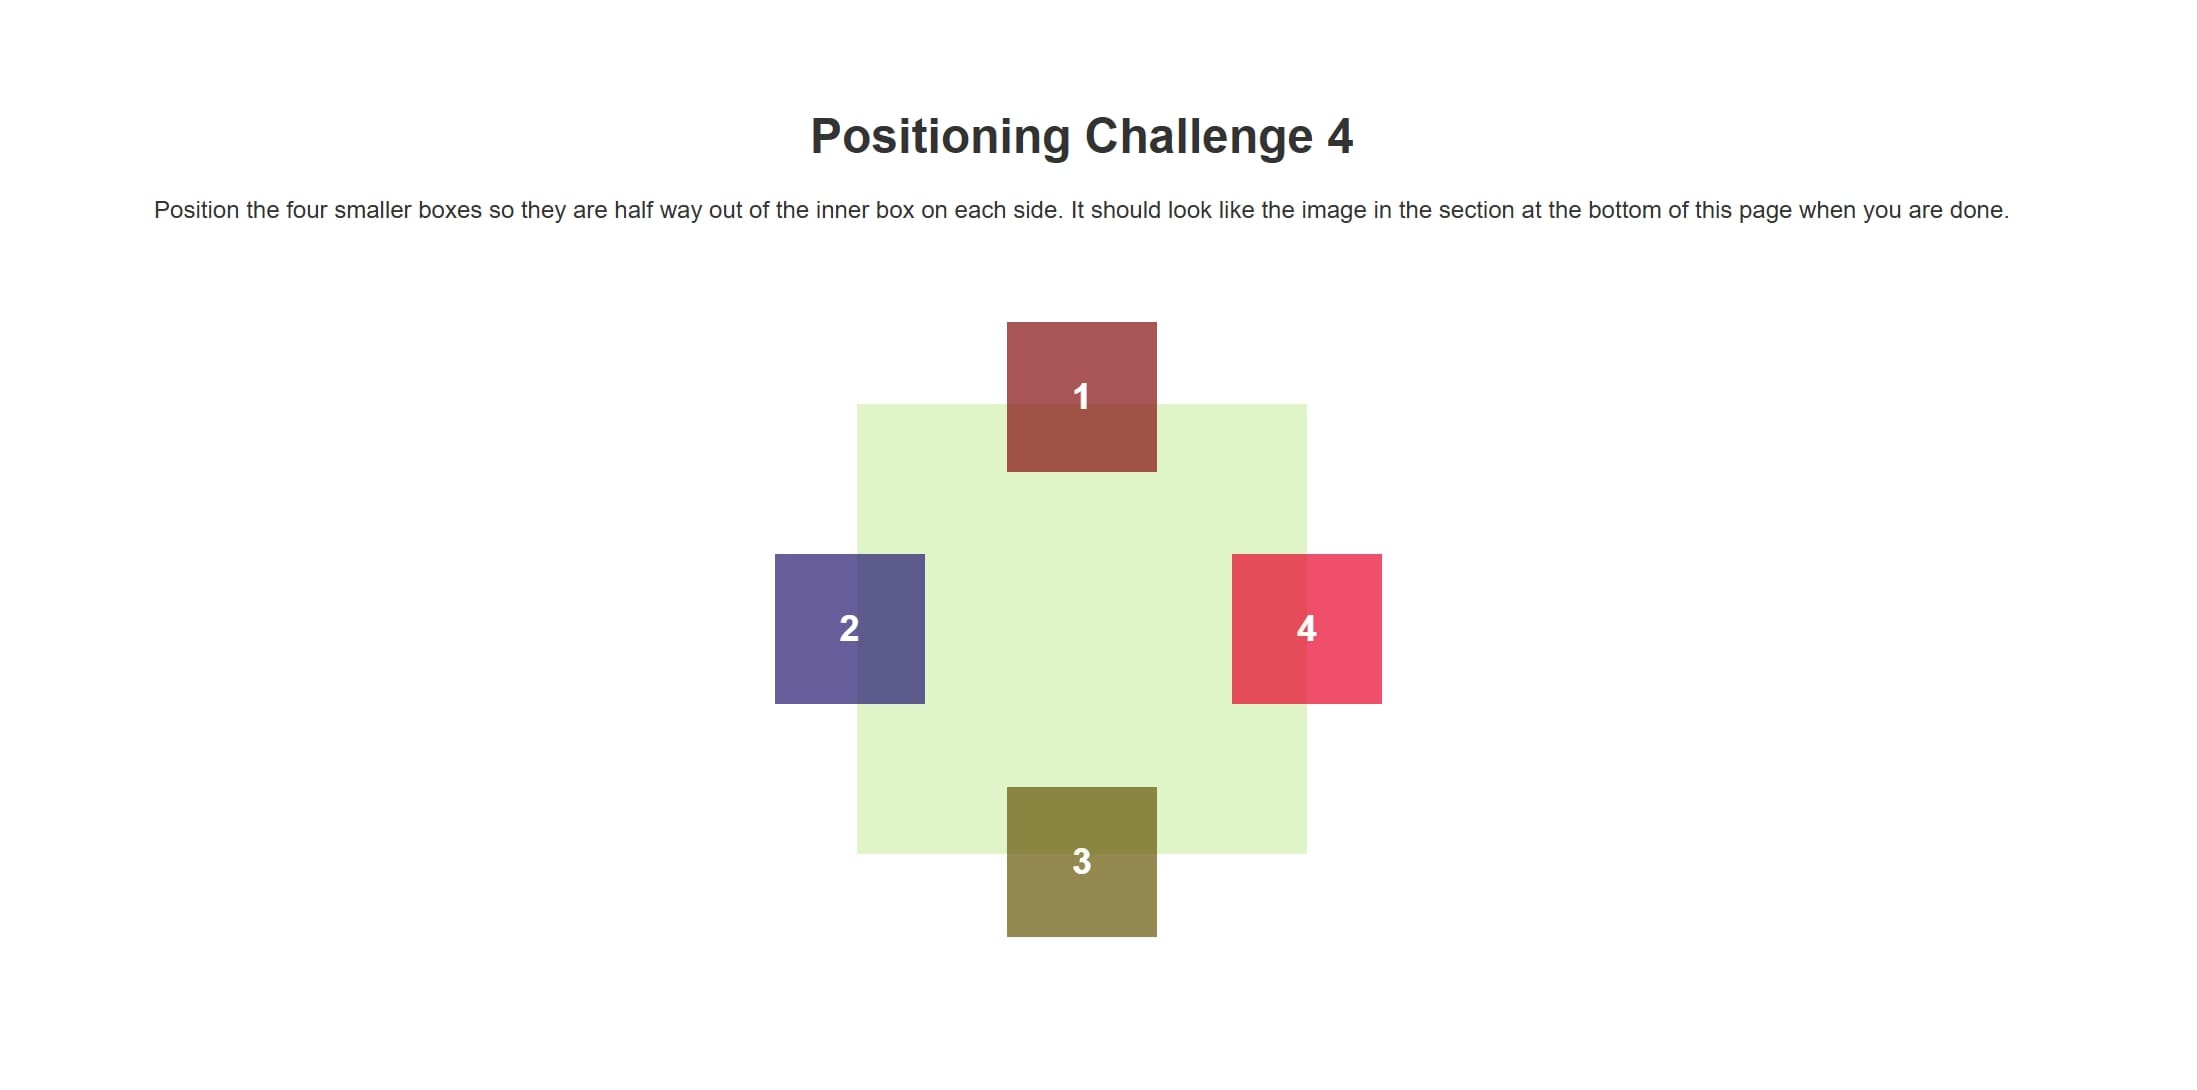 Positioning Challenge 4
Position the four smaller boxes so they are half way out of the inner box on each side. It should look like the image in the section at the bottom of this page when you are done.
1
2
4
3